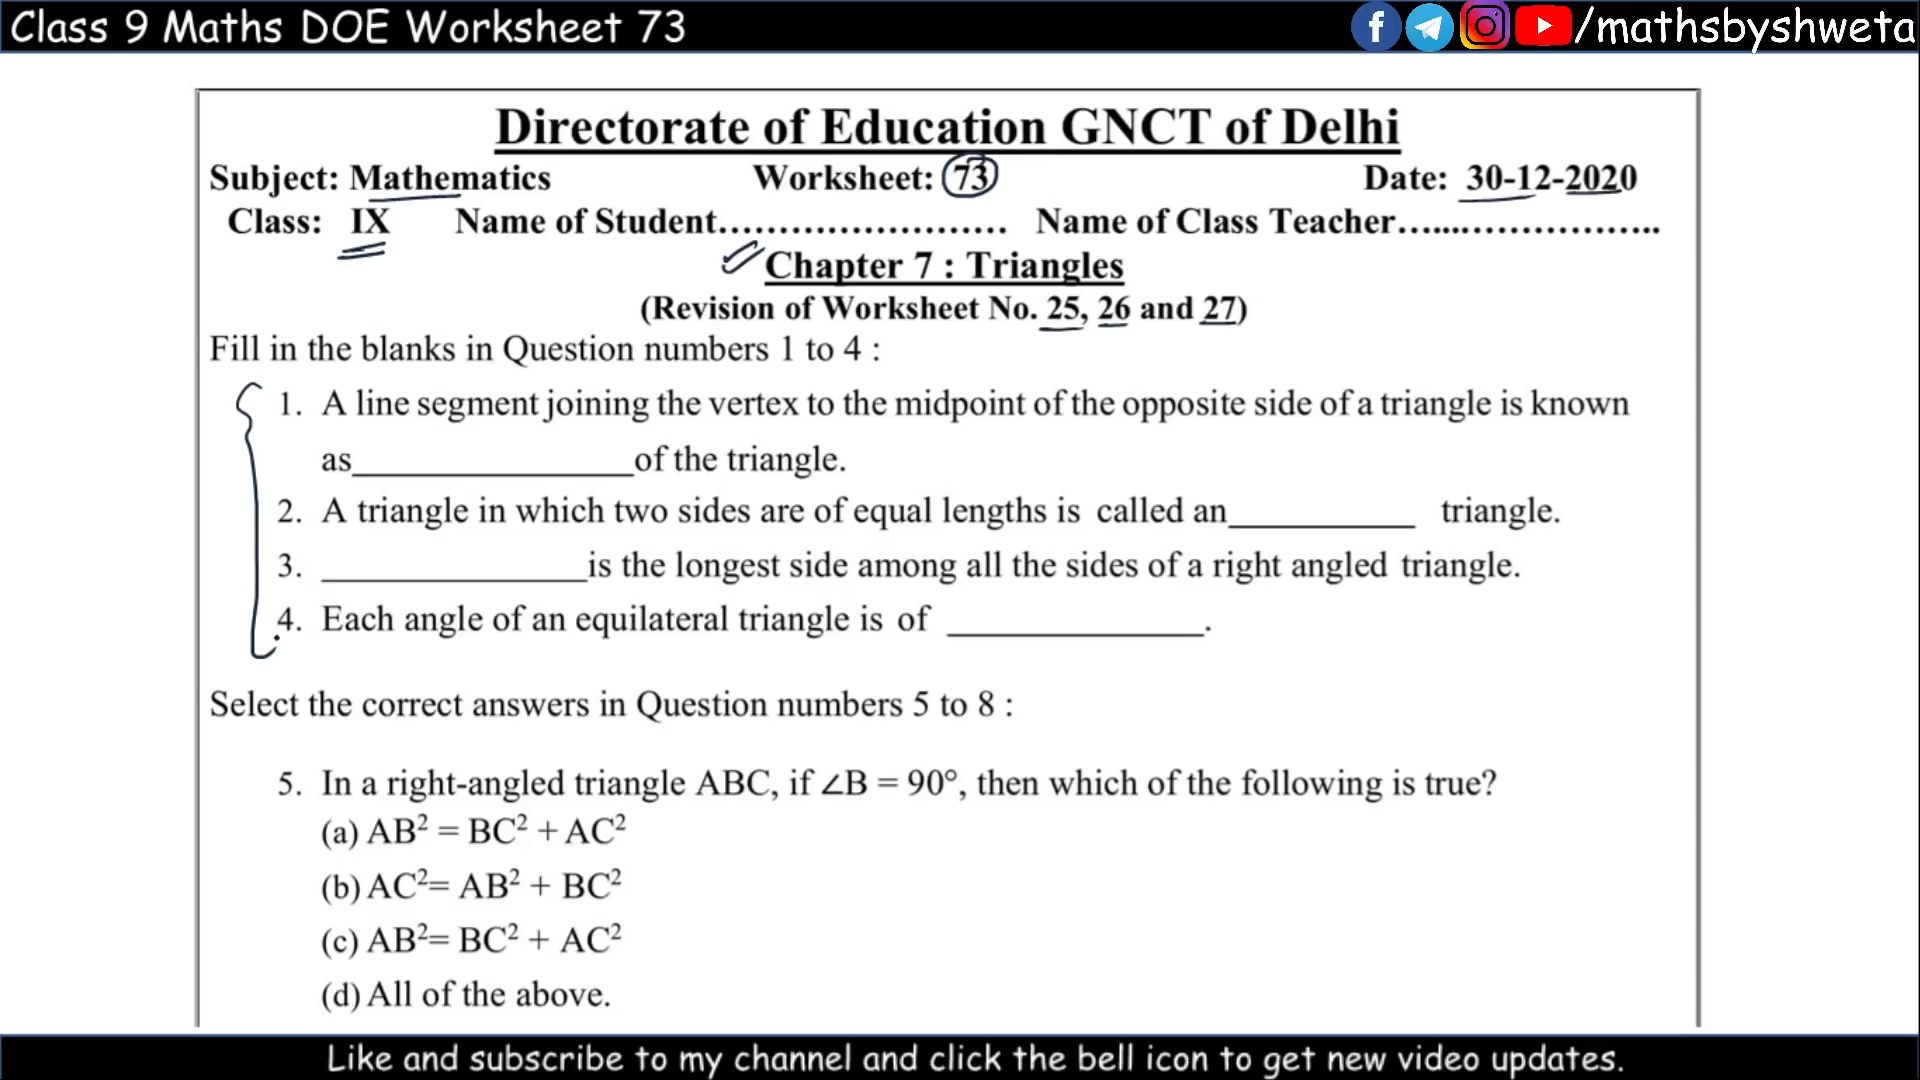 Class 9 Maths DOE Worksheet 73
/mathsbyshweta
Directorate of Education GNCT of Delhi
Subject: Mathematics Worksheet: 73 Date: 30-12-2020
Class: IX Name of Student........................ Name of Class Teacher......................
Chapter 7 : Triangles
(Revision of Worksheet No. 25, 26 and 27)
Fill in the blanks in Question numbers 1 to 4 :
1. A line segment joining the vertex to the midpoint of the opposite side of a triangle is known
as_______________of the triangle.
2. A triangle in which two sides are of equal lengths is called an__________ triangle.
3. ______________is the longest side among all the sides of a right angled triangle.
4. Each angle of an equilateral triangle is of ______________.
Select the correct answers in Question numbers 5 to 8 :
5. In a right-angled triangle ABC, if ∠B = 90°, then which of the following is true?
(a) AB² = BC² + AC²
(b) AC²= AB² + BC²
(c) AB²= BC² + AC²
(d) All of the above.
Like and subscribe to my channel and click the bell icon to get new video updates.